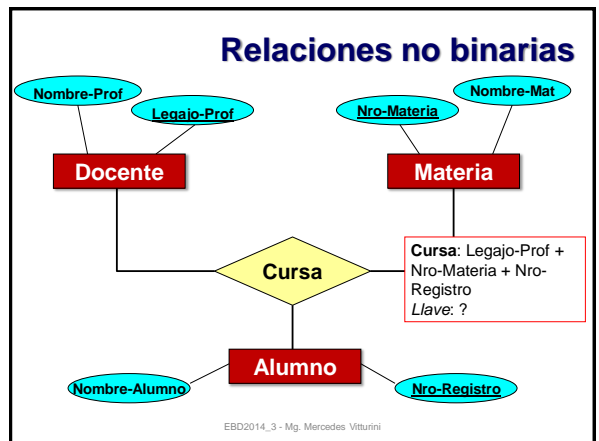 Relaciones no binarias
Nombre-Prof
Legajo-Prof
Nro-Materia
Nombre-Mat
Docente
Materia
Cursa
Cursa: Legajo-Prof +
Nro-Materia + Nro-
Registro
Llave: ?
Alumno
Nombre-Alumno
Nro-Registro
EBD2014_3 - Mg. Mercedes Vitturini